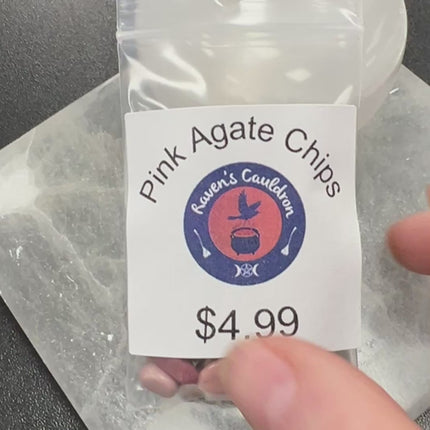 Pink Agate Chips
Raven's Cauldron
$4.99